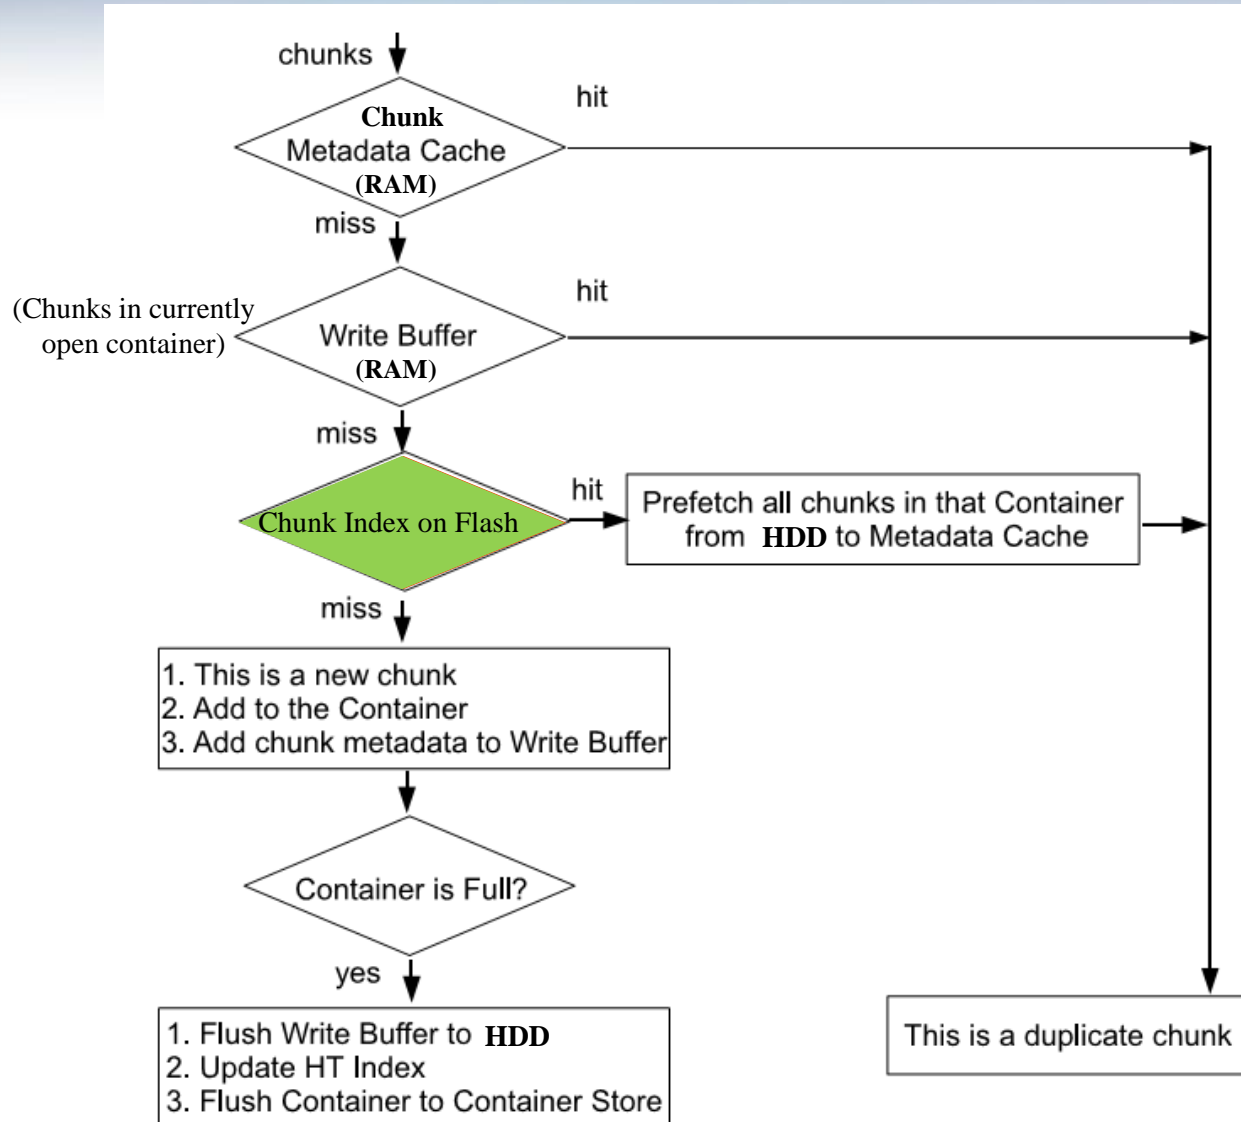 chunks
hit
Chunk
Metadata Cache
(RAM)
miss
(Chunks in currently
open container)
hit
Write Buffer
(RAM)
miss
Chunk Index on Flash
hit
Prefetch all chunks in that Container
from HDD to Metadata Cache
miss
1. This is a new chunk
2. Add to the Container
3. Add chunk metadata to Write Buffer
Container is Full?
yes
1. Flush Write Buffer to HDD
2. Update HT Index
3. Flush Container to Container Store
This is a duplicate chunk